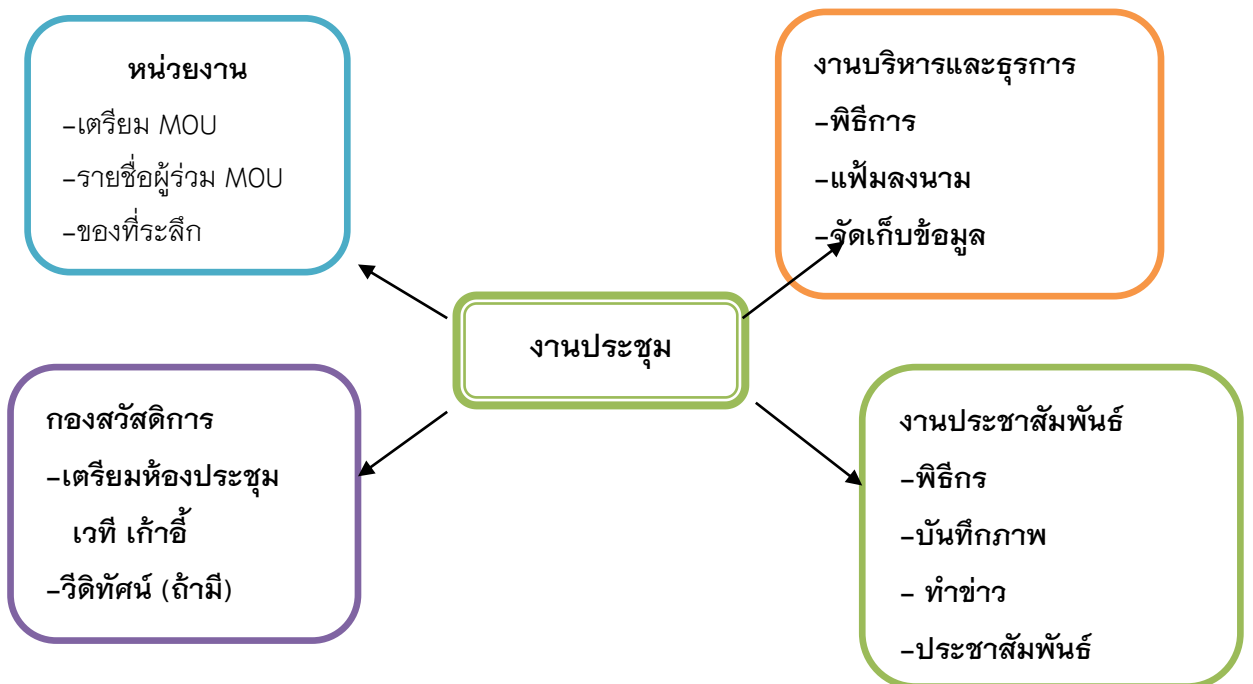 หน่วยงาน
-เตรียม MOU
-รายชื่อผู้ร่วม MOU
-ของที่ระลึก
งานบริหารและธุรการ
-พิธีการ
-แฟ้มลงนาม
-จัดเก็บข้อมูล
งานประชุม
กองสวัสดิการ
-เตรียมห้องประชุม
เวที เก้าอี้
-วีดิทัศน์ (ถ้ามี)
งานประชาสัมพันธ์
-พิธีกร
-บันทึกภาพ
- ทำข่าว
-ประชาสัมพันธ์